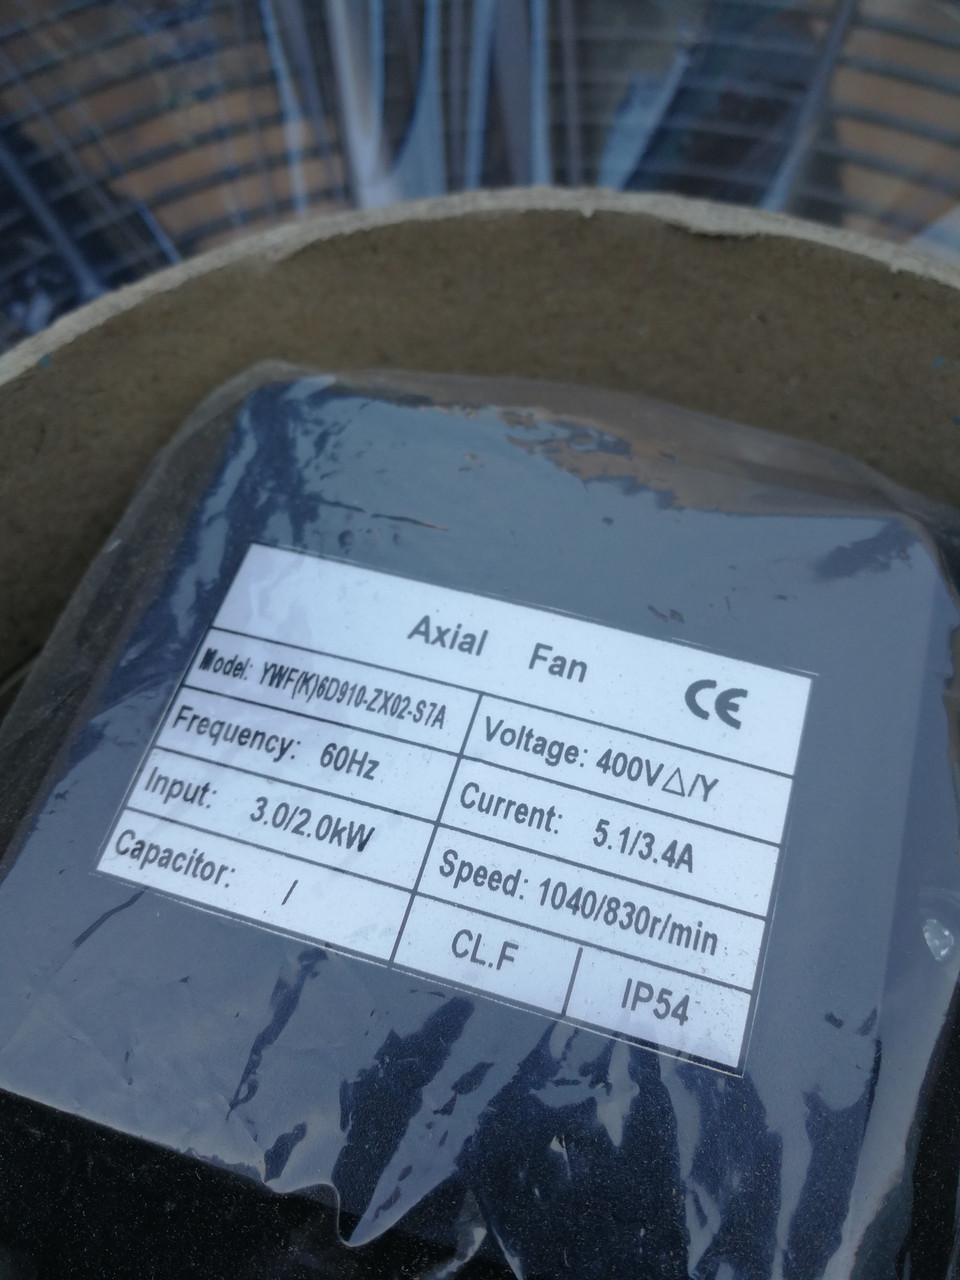 Axial Fan
CE
Model: YWF(K)6D910-ZX02-S7A
Voltage: 400V△/Y
Frequency: 60Hz
Current: 5.1/3.4A
Input: 3.0/2.0kW
Speed: 1040/830r/min
Capacitor: /
CL.F
IP54